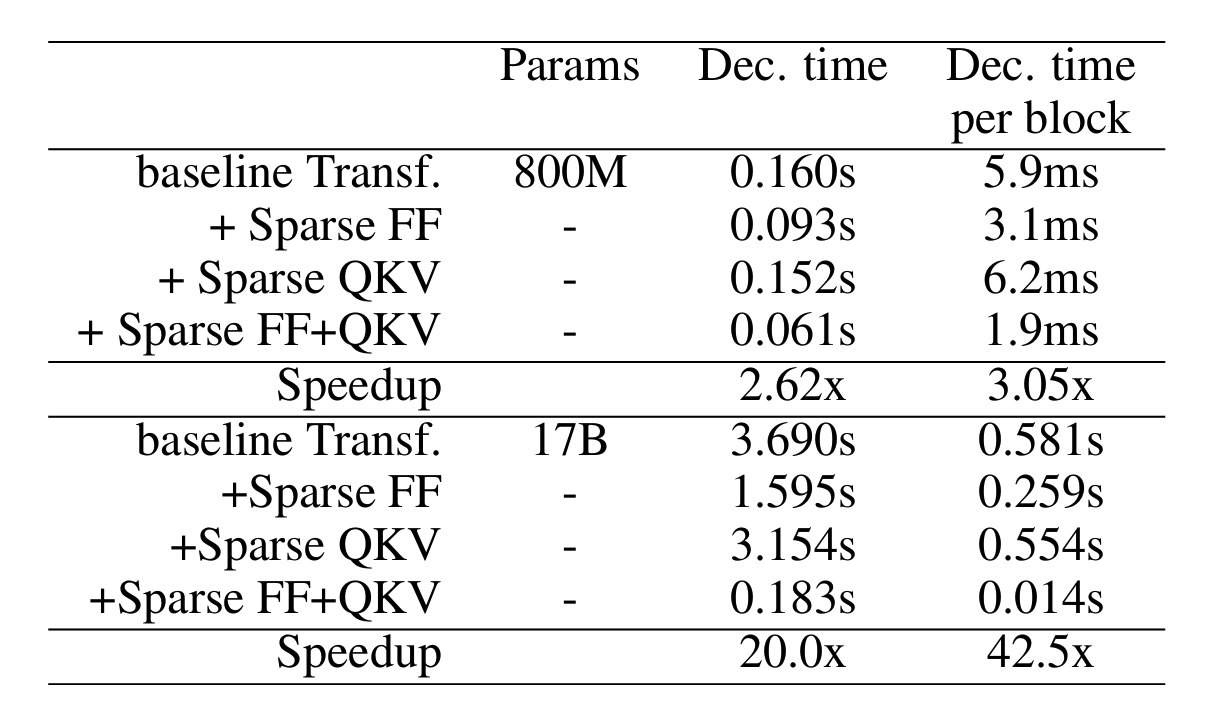 Params Dec. time Dec. time
per block
baseline Transf. 800M 0.160s 5.9ms
+ Sparse FF - 0.093s 3.1ms
+ Sparse QKV - 0.152s 6.2ms
+ Sparse FF+QKV - 0.061s 1.9ms
Speedup 2.62x 3.05x
baseline Transf. 17B 3.690s 0.581s
+Sparse FF - 1.595s 0.259s
+Sparse QKV - 3.154s 0.554s
+Sparse FF+QKV - 0.183s 0.014s
Speedup 20.0x 42.5x